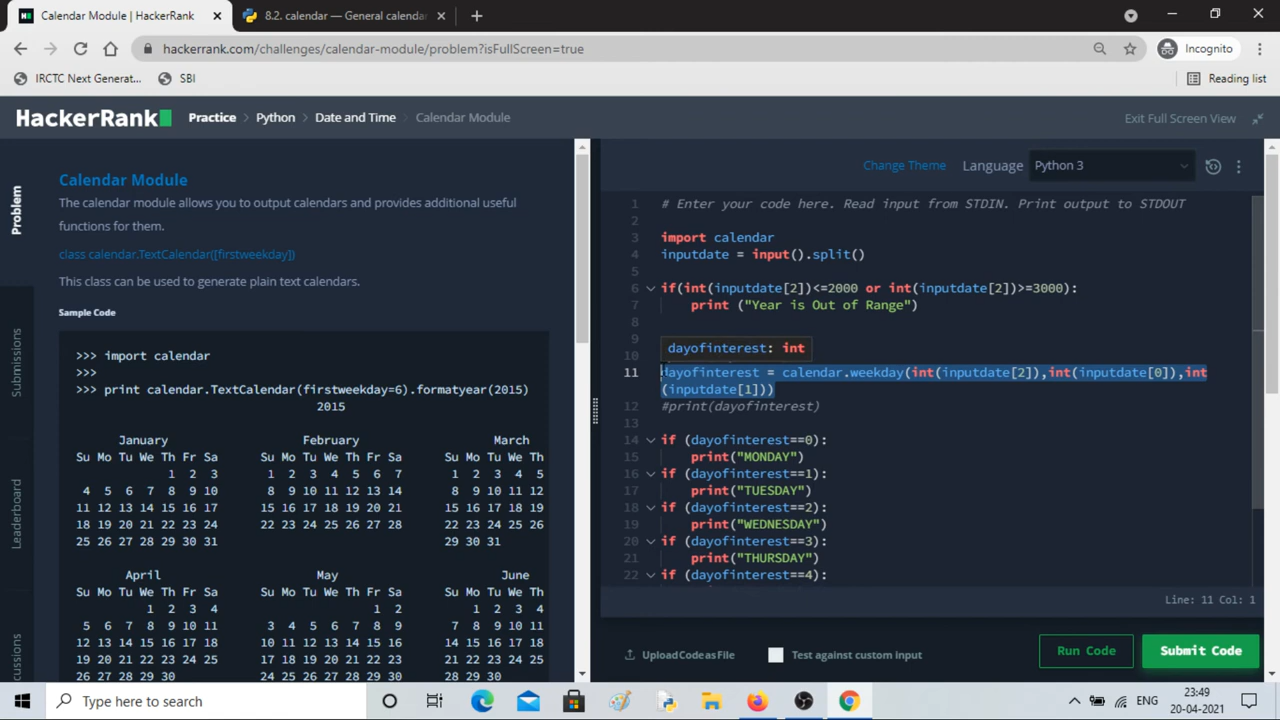 Calendar Module | HackerRank
8.2. calendar — General calendar
hackerrank.com/challenges/calendar-module/problem?isFullScreen=true
Incognito
IRCTC Next Generat...
SBI
Reading list
HackerRank
Practice
Python
Date and Time
Calendar Module
Exit Full Screen View
Problem
Submissions
Leaderboard
cussions
Calendar Module
The calendar module allows you to output calendars and provides additional useful
functions for them.
class calendar.TextCalendar([firstweekday])
This class can be used to generate plain text calendars.
Sample Code
>>> import calendar
>>>
>>> print calendar.TextCalendar(firstweekday=6).formatyear(2015)
2015
January February March
Su Mo Tu We Th Fr Sa Su Mo Tu We Th Fr Sa Su Mo Tu We Th
1 2 3 1 2 3 4 5 6 7 1 2 3 4 5
4 5 6 7 8 9 10 8 9 10 11 12 13 14 8 9 10 11 12
11 12 13 14 15 16 17 15 16 17 18 19 20 21 15 16 17 18 19
18 19 20 21 22 23 24 22 23 24 25 26 27 28 22 23 24 25 26
25 26 27 28 29 30 31 29 30 31
April May June
Su Mo Tu We Th Fr Sa Su Mo Tu We Th Fr Sa Su Mo Tu We Th
1 2 3 4 1 2 1 2 3 4
5 6 7 8 9 10 11 3 4 5 6 7 8 9 7 8 9 10 11
12 13 14 15 16 17 18 10 11 12 13 14 15 16 14 15 16 17 18
19 20 21 22 23 24 25 17 18 19 20 21 22 23 21 22 23 24 25
26 27 28 29 30 24 25 26 27 28 29 30 28 29 30
Change Theme
Language
Python 3
1 # Enter your code here. Read input from STDIN. Print output to STDOUT
2
3 import calendar
4 inputdate = input().split()
5
6 if(int(inputdate[2])<=2000 or int(inputdate[2])>=3000):
7 print ("Year is Out of Range")
8
9
dayofinterest: int
10
11 dayofinterest = calendar.weekday(int(inputdate[2]),int(inputdate[0]),int
(inputdate[1]))
12 #print(dayofinterest)
13
14 if (dayofinterest==0):
15 print("MONDAY")
16 if (dayofinterest==1):
17 print("TUESDAY")
18 if (dayofinterest==2):
19 print("WEDNESDAY")
20 if (dayofinterest==3):
21 print("THURSDAY")
22 if (dayofinterest==4):
Line: 11 Col: 1
Upload Code as File
Test against custom input
Run Code
Submit Code
Type here to search
ENG
23:49
20-04-2021